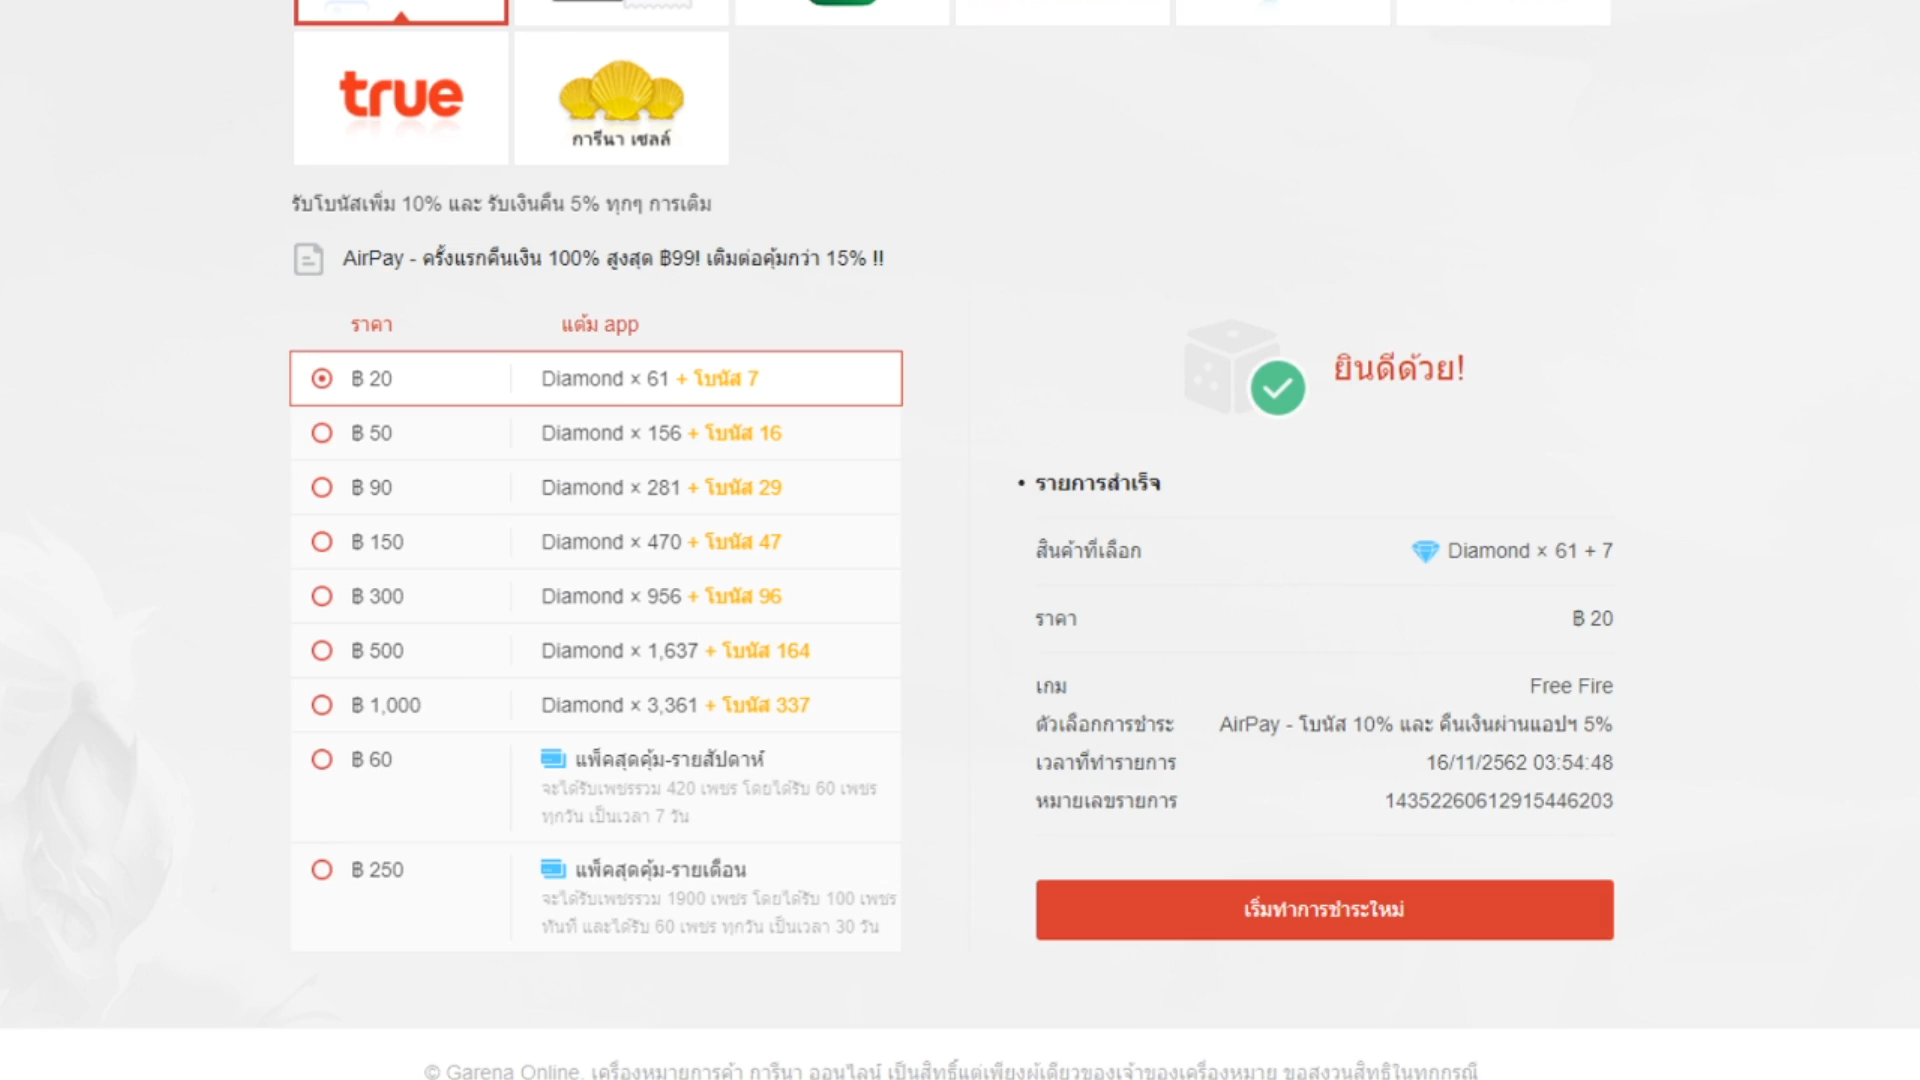 true
การีนา เซลล์
รับโบนัสเพิ่ม 10% และ รับเงินคืน 5% ทุกๆ การเติม
AirPay - ครั้งแรกคืนเงิน 100% สูงสุด ฿99! เติมต่อคุ้มกว่า 15% !!
ราคา แต้ม app
฿ 20 Diamond × 61 + โบนัส 7
฿ 50 Diamond × 156 + โบนัส 16
฿ 90 Diamond × 281 + โบนัส 29
฿ 150 Diamond × 470 + โบนัส 47
฿ 300 Diamond × 956 + โบนัส 96
฿ 500 Diamond × 1,637 + โบนัส 164
฿ 1,000 Diamond × 3,361 + โบนัส 337
฿ 60 แพ็คสุดคุ้ม-รายสัปดาห์
จะได้รับเพชรรวม 420 เพชร โดยได้รับ 60 เพชร
ทุกวัน เป็นเวลา 7 วัน
฿ 250 แพ็คสุดคุ้ม-รายเดือน
จะได้รับเพชรรวม 1900 เพชร โดยได้รับ 100 เพชร
ทันที และได้รับ 60 เพชร ทุกวัน เป็นเวลา 30 วัน
ยินดีด้วย!
• รายการสำเร็จ
สินค้าที่เลือก Diamond × 61 + 7
ราคา ฿ 20
เกม Free Fire
ตัวเลือกการชำระ AirPay - โบนัส 10% และ คืนเงินผ่านแอปฯ 5%
เวลาที่ทำรายการ 16/11/2562 03:54:48
หมายเลขรายการ 14352260612915446203
เริ่มทำการชำระใหม่
© Garena Online. เครื่องหมายการค้า การีนา ออนไลน์ เป็นสิทธิ์แต่เพียงผู้เดียวของเจ้าของเครื่องหมาย ขอสงวนสิทธิในทุกกรณี